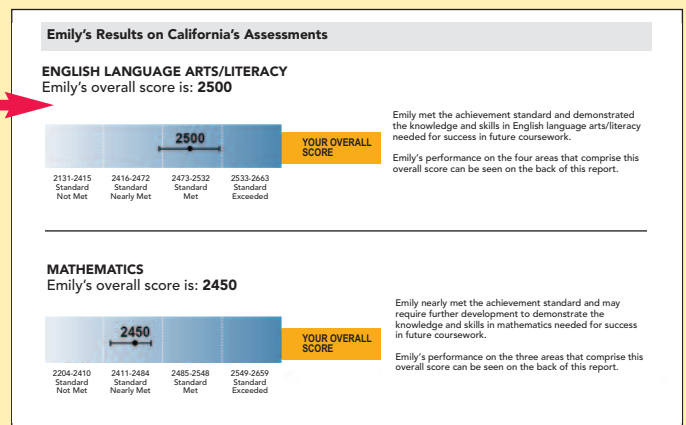 Emily's Results on California's Assessments
ENGLISH LANGUAGE ARTS/LITERACY
Emily's overall score is: 2500
2500
YOUR OVERALL
SCORE
2131-2415
Standard
Not Met
2416-2472
Standard
Nearly Met
2473-2532
Standard
Met
2533-2663
Standard
Exceeded
Emily met the achievement standard and demonstrated
the knowledge and skills in English language arts/literacy
needed for success in future coursework.
Emily's performance on the four areas that comprise this
overall score can be seen on the back of this report.
MATHEMATICS
Emily's overall score is: 2450
2450
YOUR OVERALL
SCORE
2204-2410
Standard
Not Met
2411-2484
Standard
Nearly Met
2485-2548
Standard
Met
2549-2659
Standard
Exceeded
Emily nearly met the achievement standard and may
require further development to demonstrate the
knowledge and skills in mathematics needed for success
in future coursework.
Emily's performance on the three areas that comprise this
overall score can be seen on the back of this report.